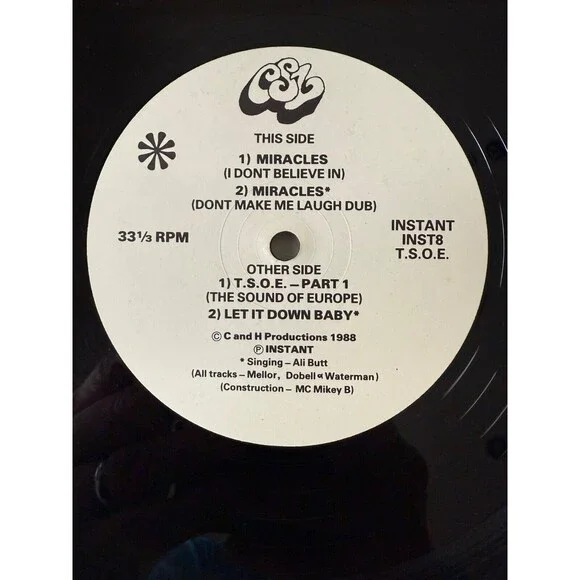 THIS SIDE
1) MIRACLES
(I DONT BELIEVE IN)
2) MIRACLES*
(DONT MAKE ME LAUGH DUB)
33 1/3 RPM
INSTANT
INST8
T.S.O.E.
OTHER SIDE
1) T.S.O.E. – PART 1
(THE SOUND OF EUROPE)
2) LET IT DOWN BABY*
© C and H Productions 1988
℗ INSTANT
* Singing – Ali Butt
(All tracks – Mellor, Dobell & Waterman)
(Construction – MC Mikey B)